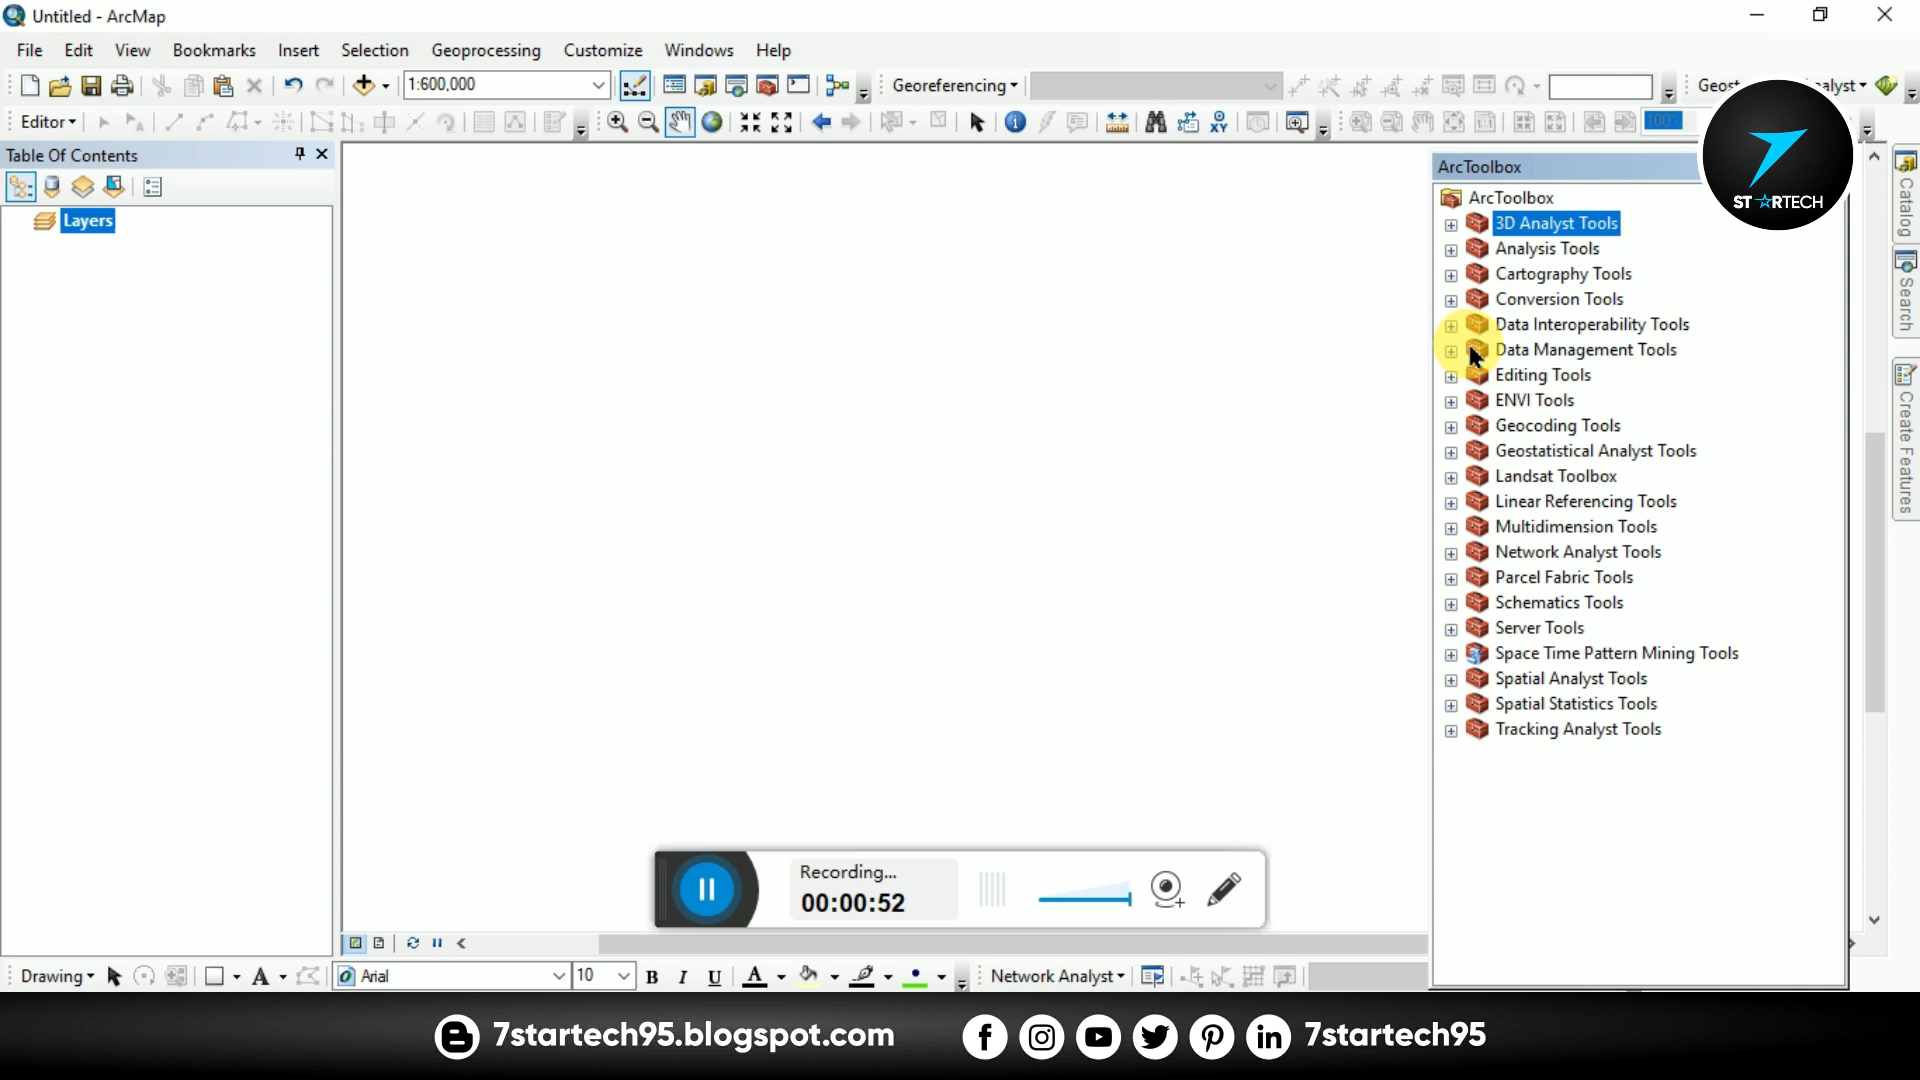 Untitled - ArcMap
File Edit View Bookmarks Insert Selection Geoprocessing Customize Windows Help
1:600,000 Georeferencing Geost alyst
Editor 100%
Table Of Contents
Layers
ArcToolbox
ST☆RTECH
ArcToolbox
3D Analyst Tools
Analysis Tools
Cartography Tools
Conversion Tools
Data Interoperability Tools
Data Management Tools
Editing Tools
ENVI Tools
Geocoding Tools
Geostatistical Analyst Tools
Landsat Toolbox
Linear Referencing Tools
Multidimension Tools
Network Analyst Tools
Parcel Fabric Tools
Schematics Tools
Server Tools
Space Time Pattern Mining Tools
Spatial Analyst Tools
Spatial Statistics Tools
Tracking Analyst Tools
Catalog
Search
Create Features
Recording...
00:00:52
Drawing A Arial 10 B I U A Network Analyst
7startech95.blogspot.com 7startech95